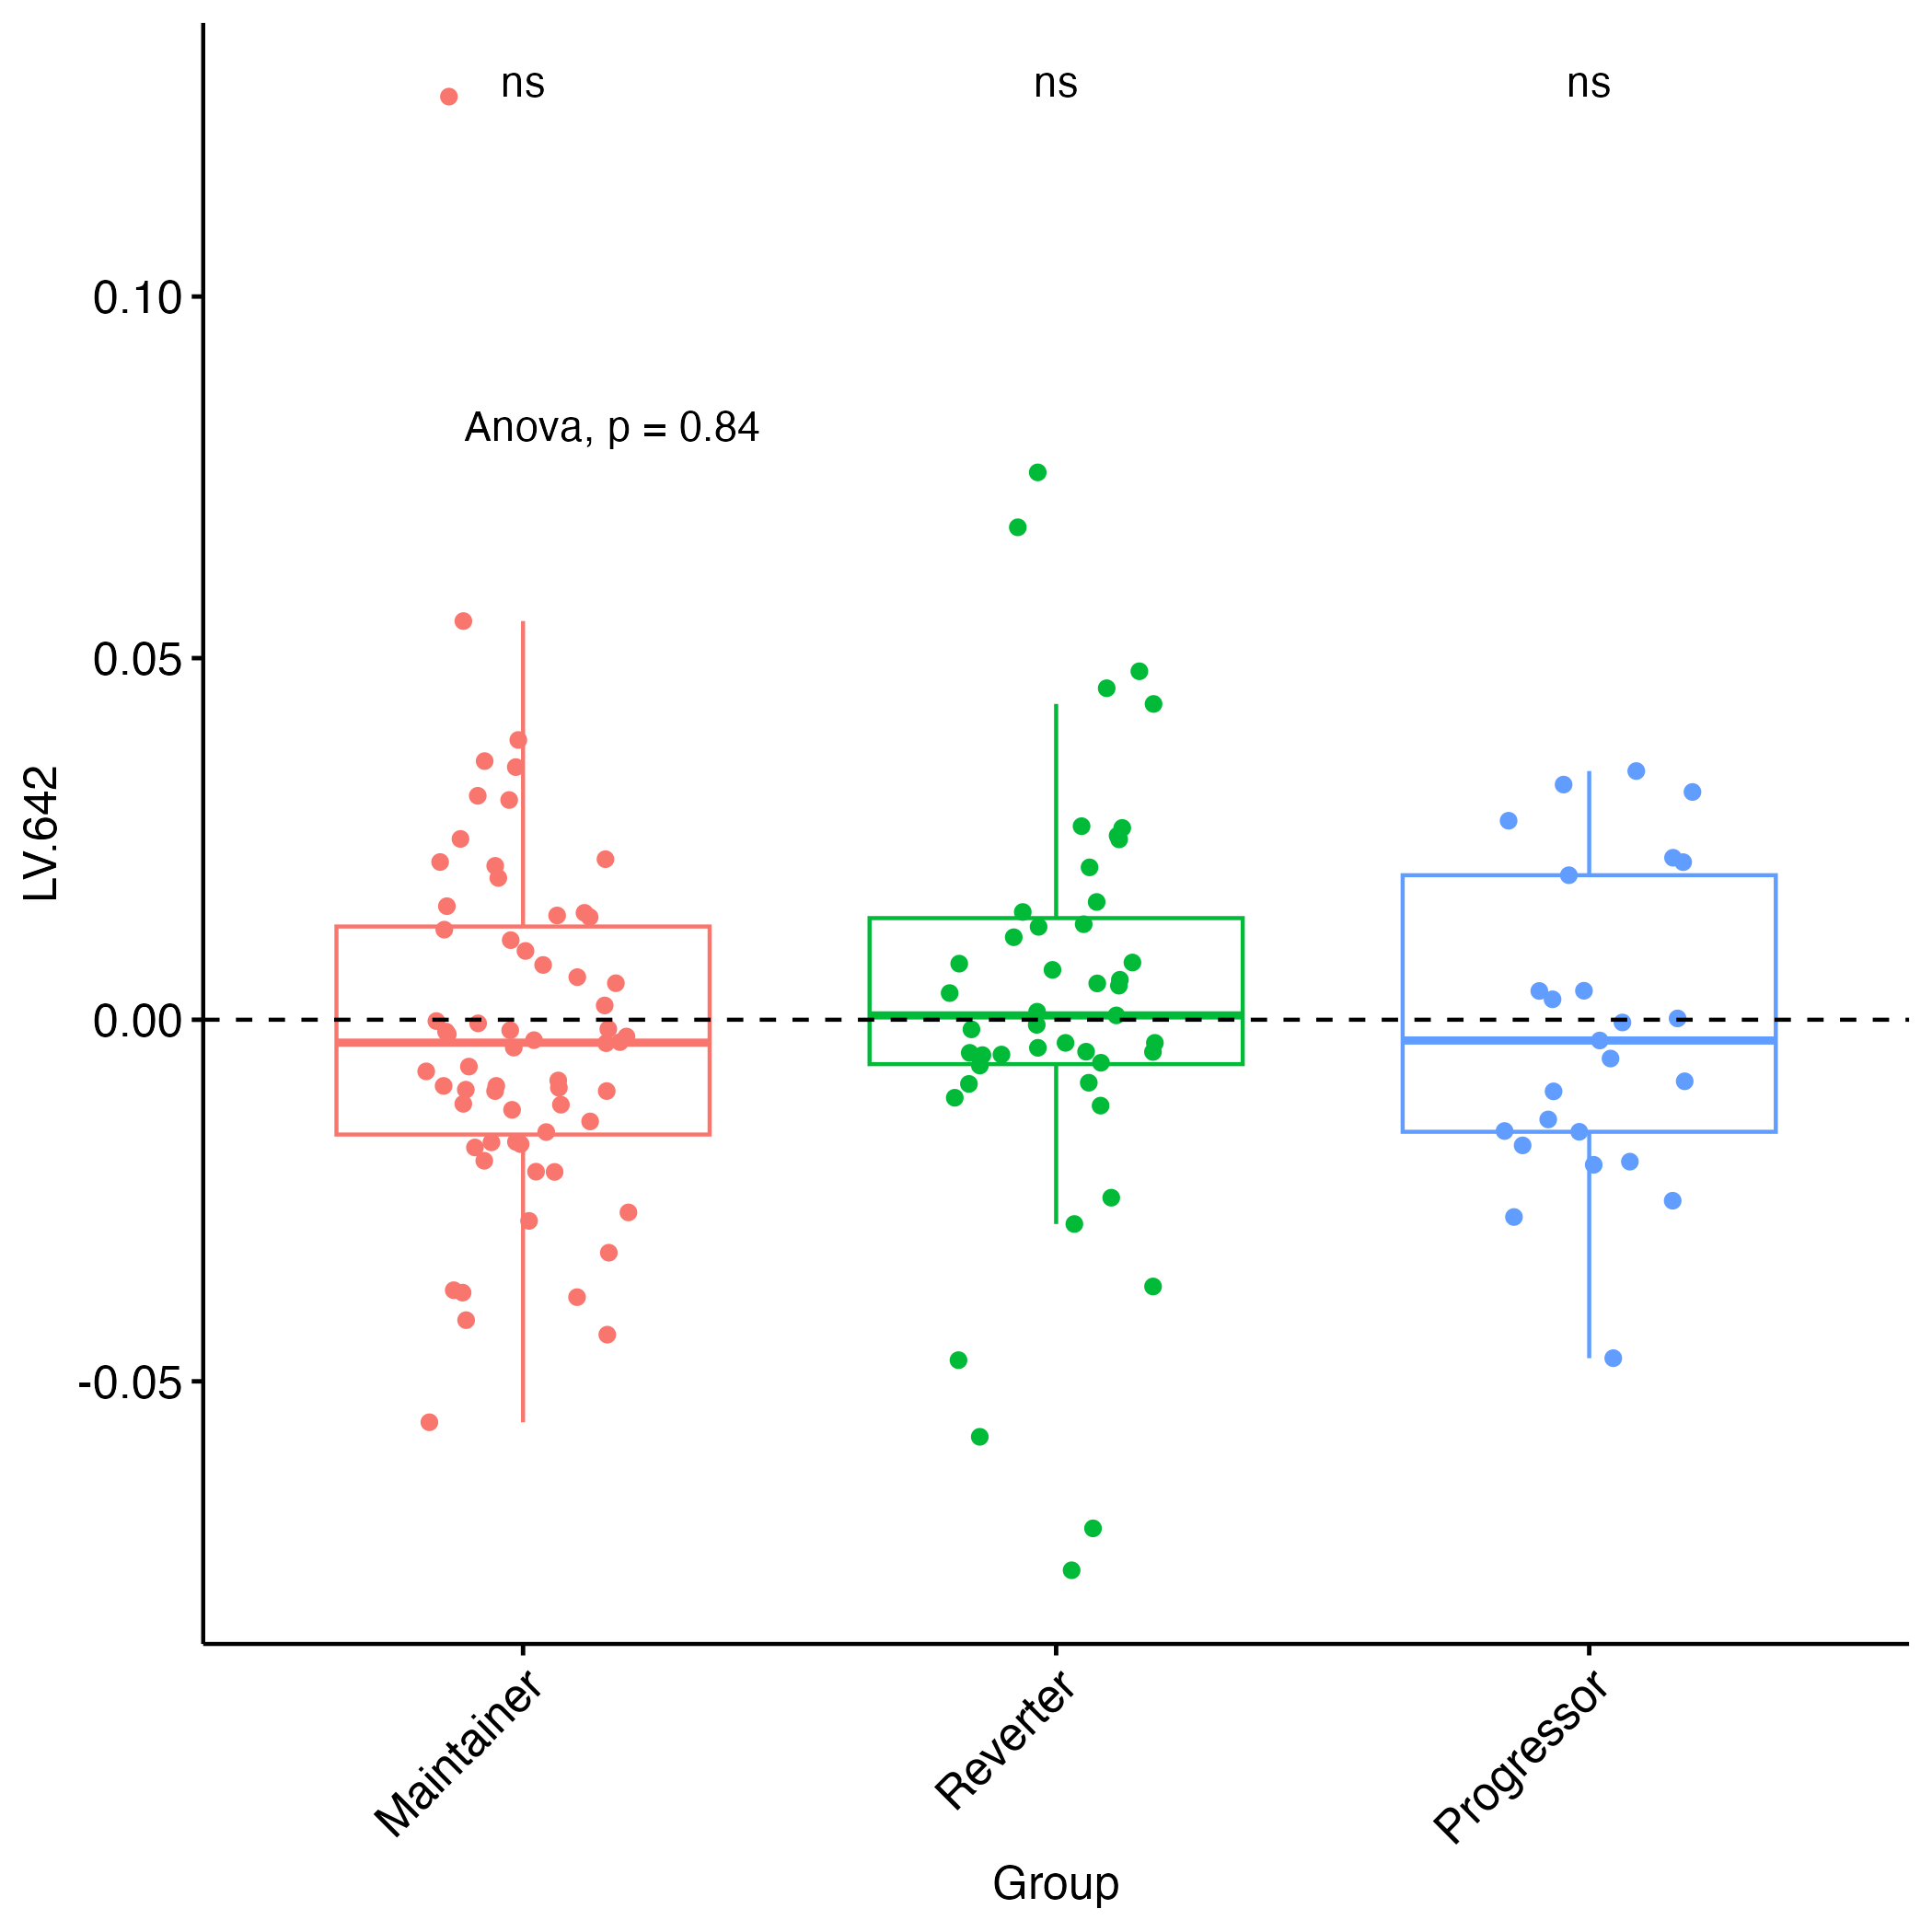 ns ns ns
0.10
Anova, p = 0.84
0.05
0.00
-0.05
LV.642
Maintainer Reverter Progressor
Group